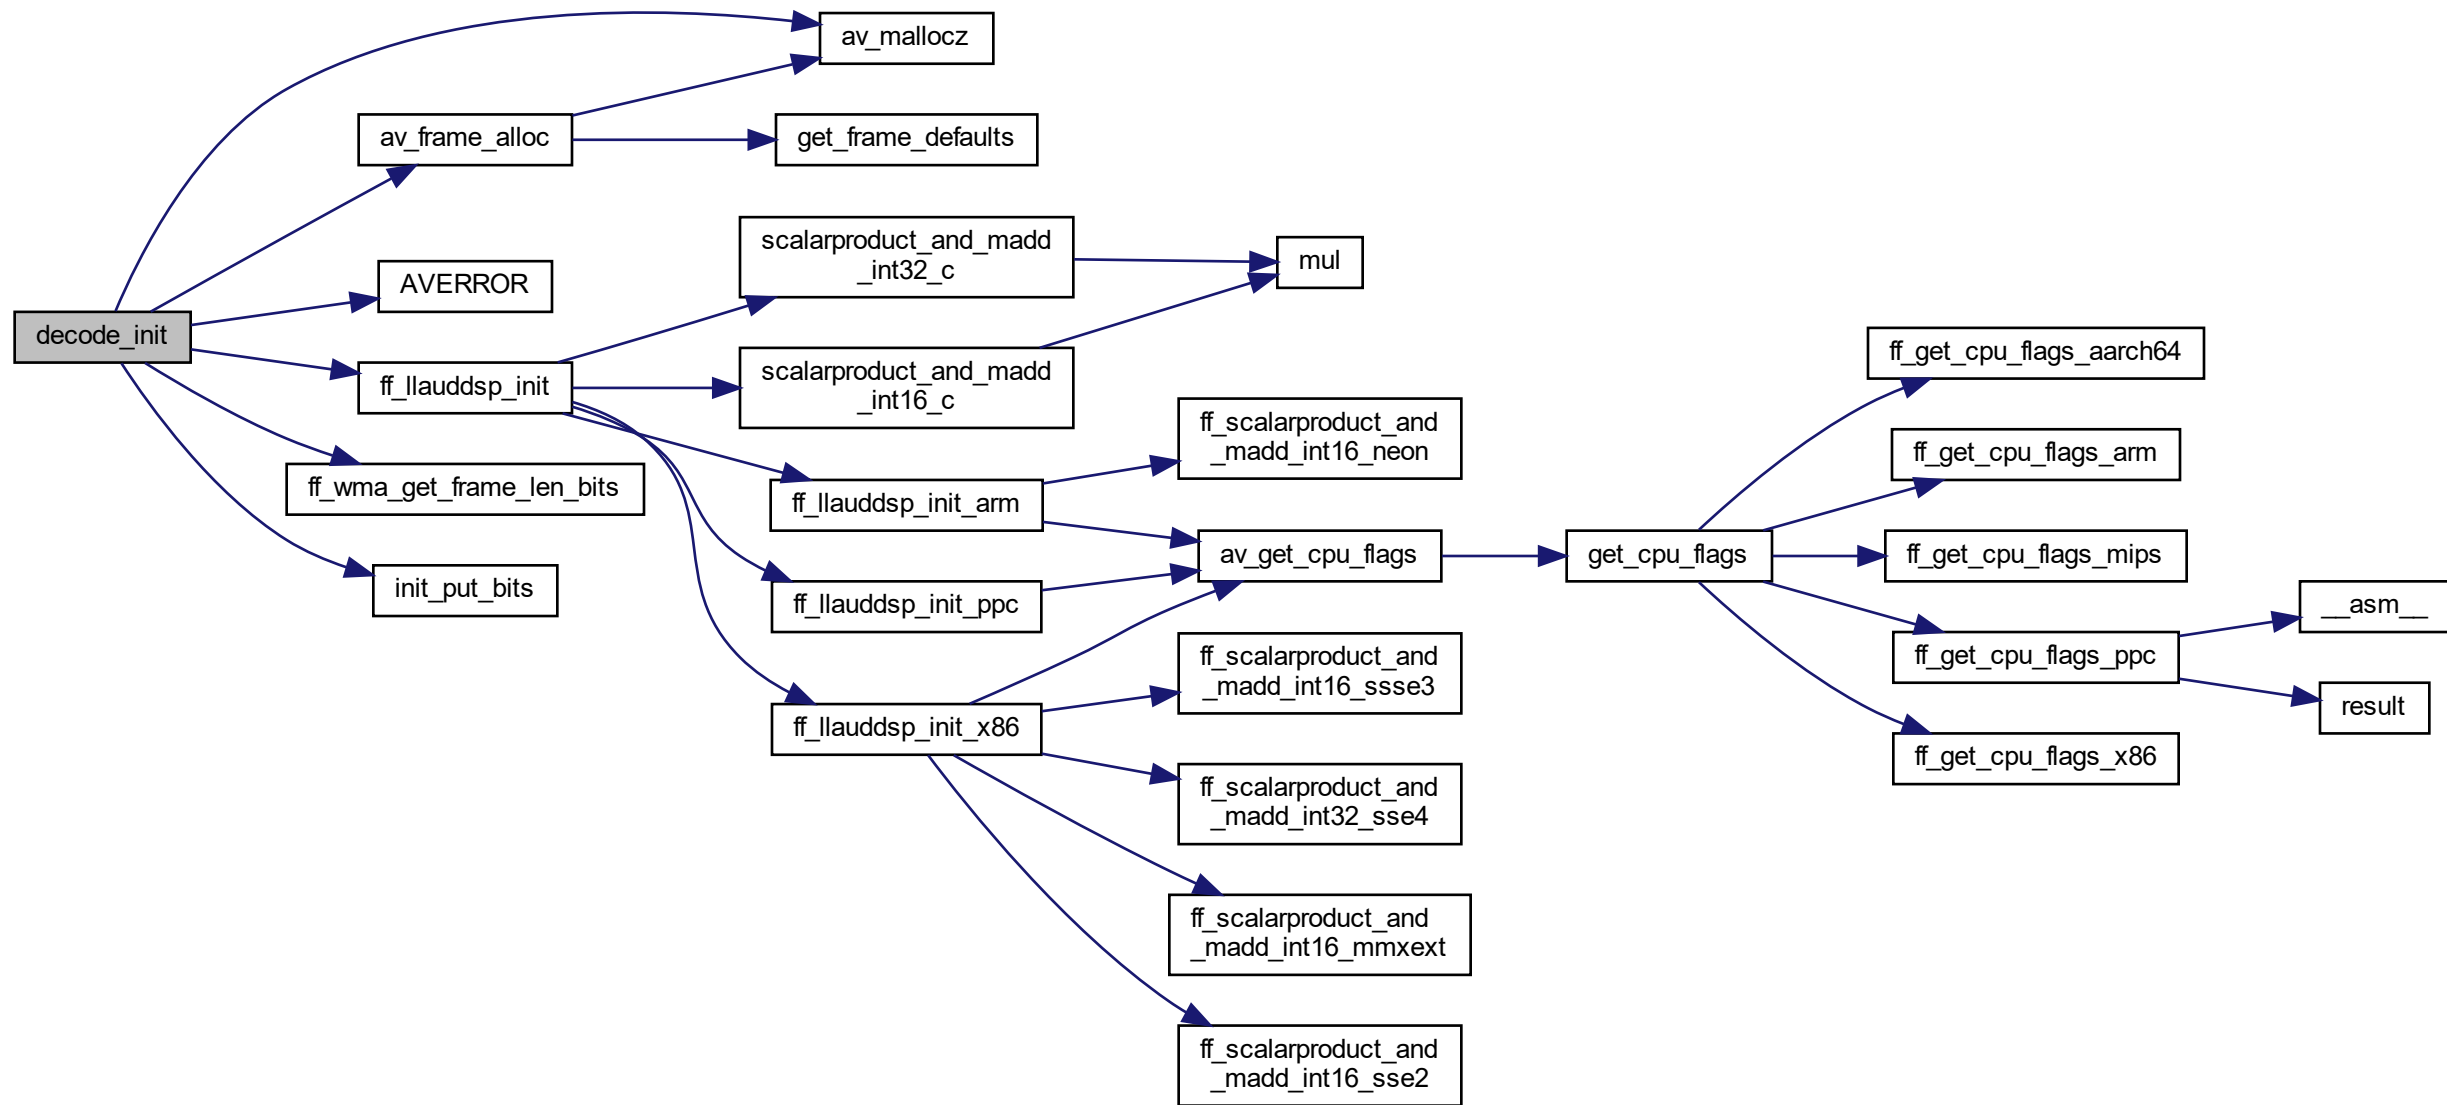 av_mallocz
av_frame_alloc
get_frame_defaults
scalarproduct_and_madd
_int32_c
mul
AVERROR
decode_init
ff_llauddsp_init
scalarproduct_and_madd
_int16_c
ff_get_cpu_flags_aarch64
ff_scalarproduct_and
_madd_int16_neon
ff_get_cpu_flags_arm
ff_wma_get_frame_len_bits
ff_llauddsp_init_arm
av_get_cpu_flags
get_cpu_flags
ff_get_cpu_flags_mips
init_put_bits
ff_llauddsp_init_ppc
__asm__
ff_scalarproduct_and
_madd_int16_ssse3
ff_get_cpu_flags_ppc
result
ff_llauddsp_init_x86
ff_get_cpu_flags_x86
ff_scalarproduct_and
_madd_int32_sse4
ff_scalarproduct_and
_madd_int16_mmxext
ff_scalarproduct_and
_madd_int16_sse2